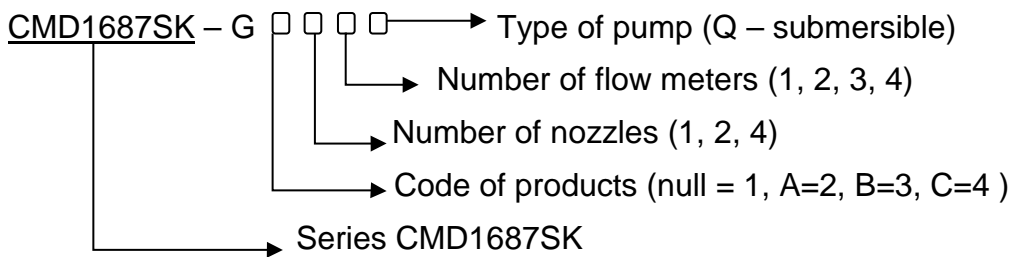 CMD1687SK – G Type of pump (Q – submersible)
Number of flow meters (1, 2, 3, 4)
Number of nozzles (1, 2, 4)
Code of products (null = 1, A=2, B=3, C=4 )
Series CMD1687SK